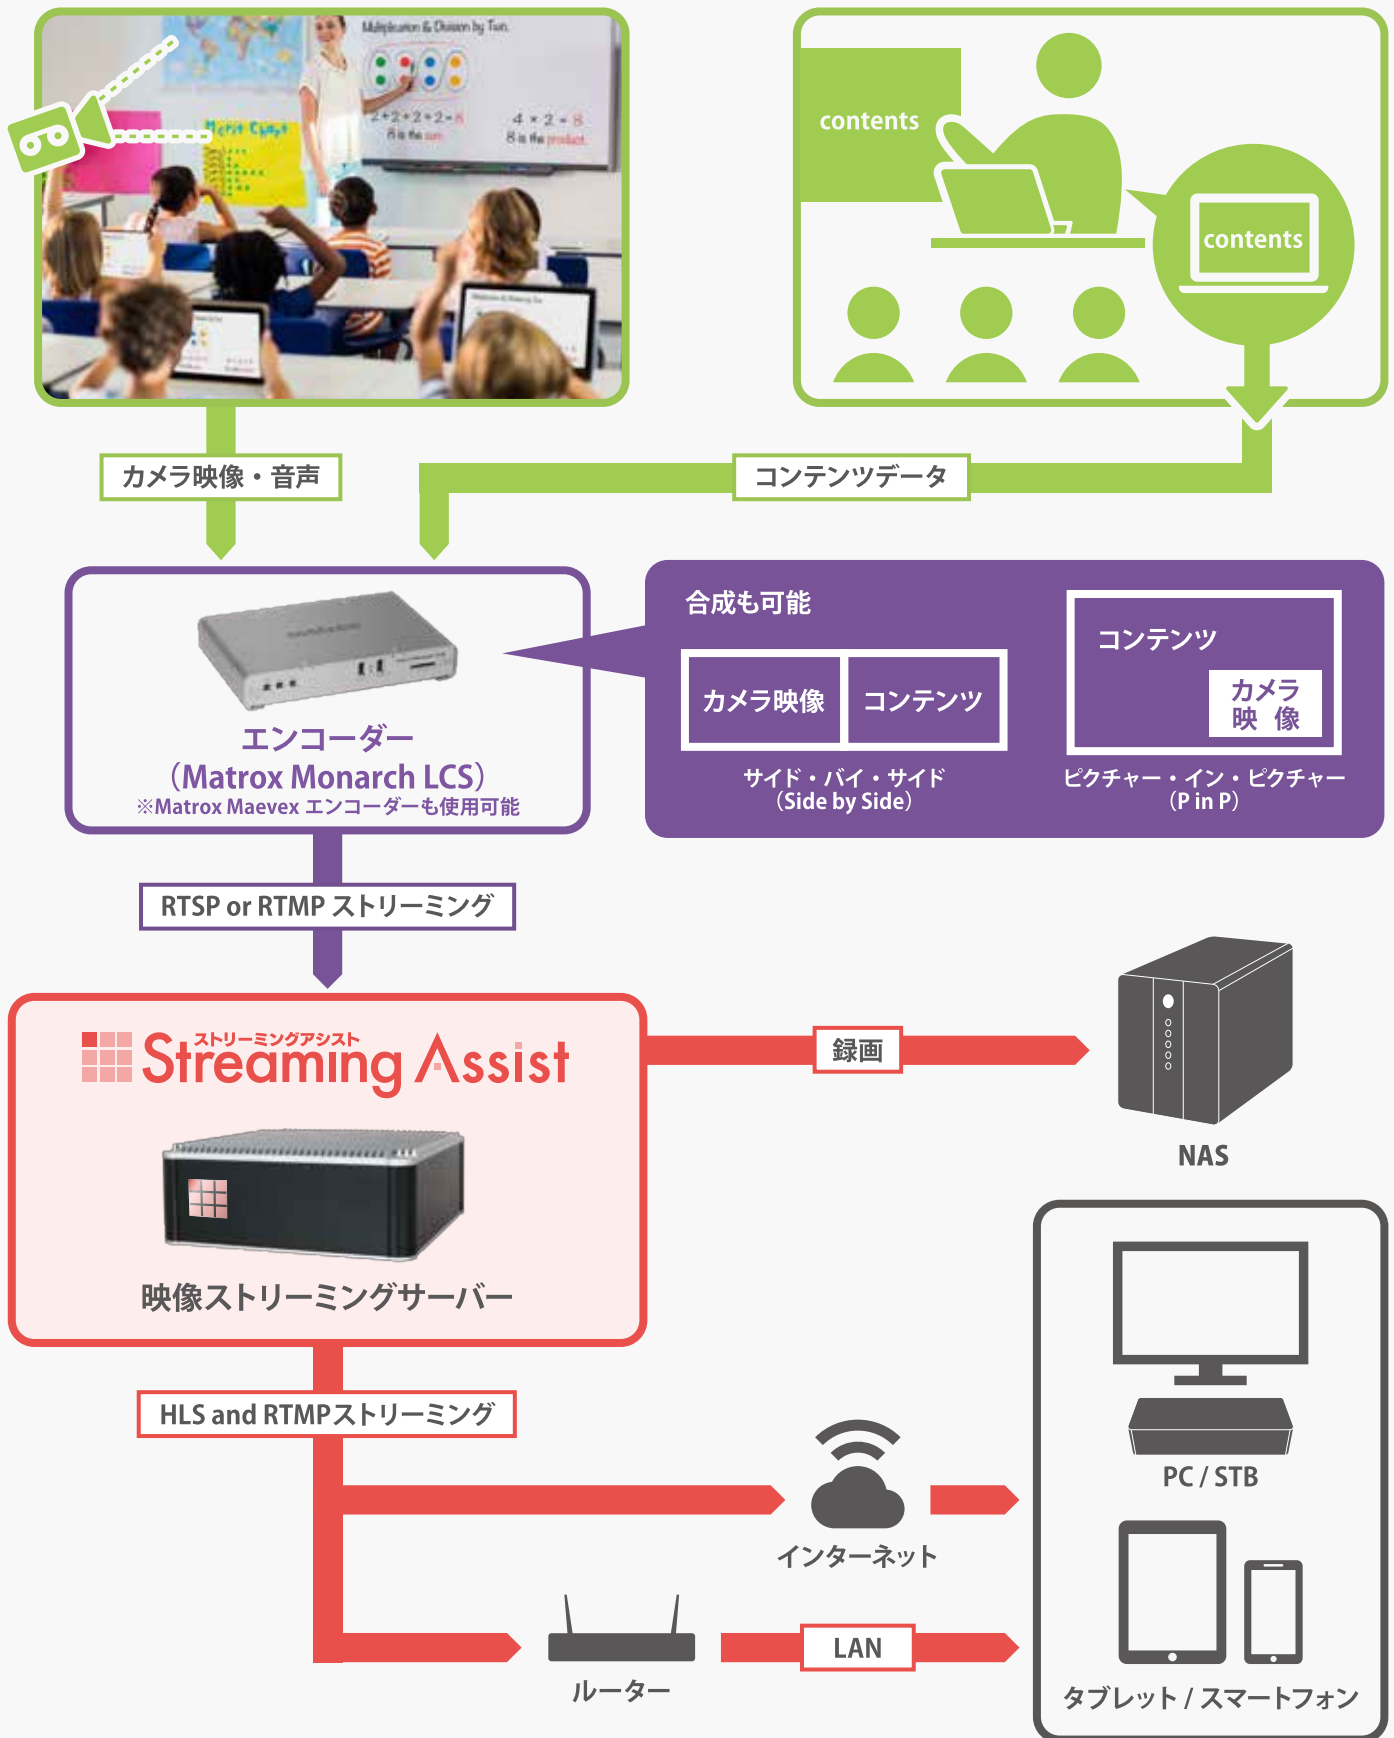 Multiplication & Division by Two.
2+2+2+2=8
8 is the sum.
4 × 2 = 8
8 is the product.
Merit Chart
contents
contents
カメラ映像・音声
コンテンツデータ
合成も可能
カメラ映像
コンテンツ
サイド・バイ・サイド
（Side by Side）
コンテンツ
カメラ
映 像
ピクチャー・イン・ピクチャー
（P in P）
エンコーダー
（Matrox Monarch LCS）
※Matrox Maevex エンコーダーも使用可能
RTSP or RTMP ストリーミング
ストリーミングアシスト
Streaming Assist
映像ストリーミングサーバー
録画
NAS
HLS and RTMPストリーミング
インターネット
ルーター
LAN
PC / STB
タブレット / スマートフォン